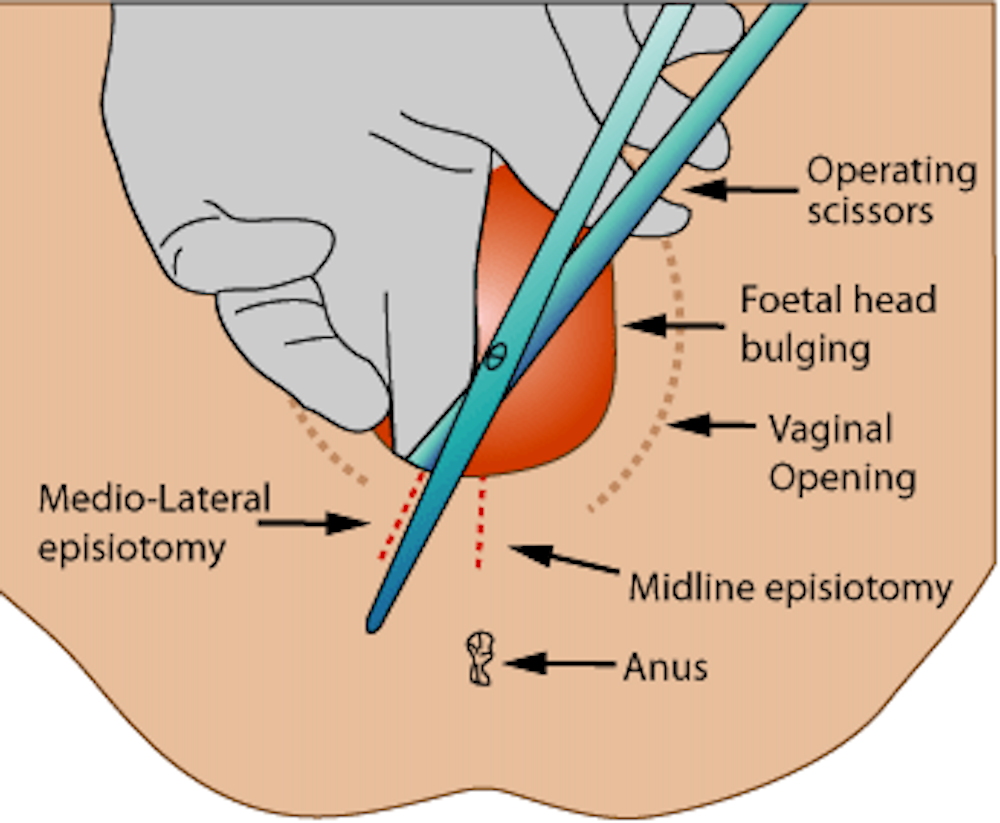 Operating
scissors
Foetal head
bulging
Vaginal
Opening
Medio-Lateral
episiotomy
Midline episiotomy
Anus